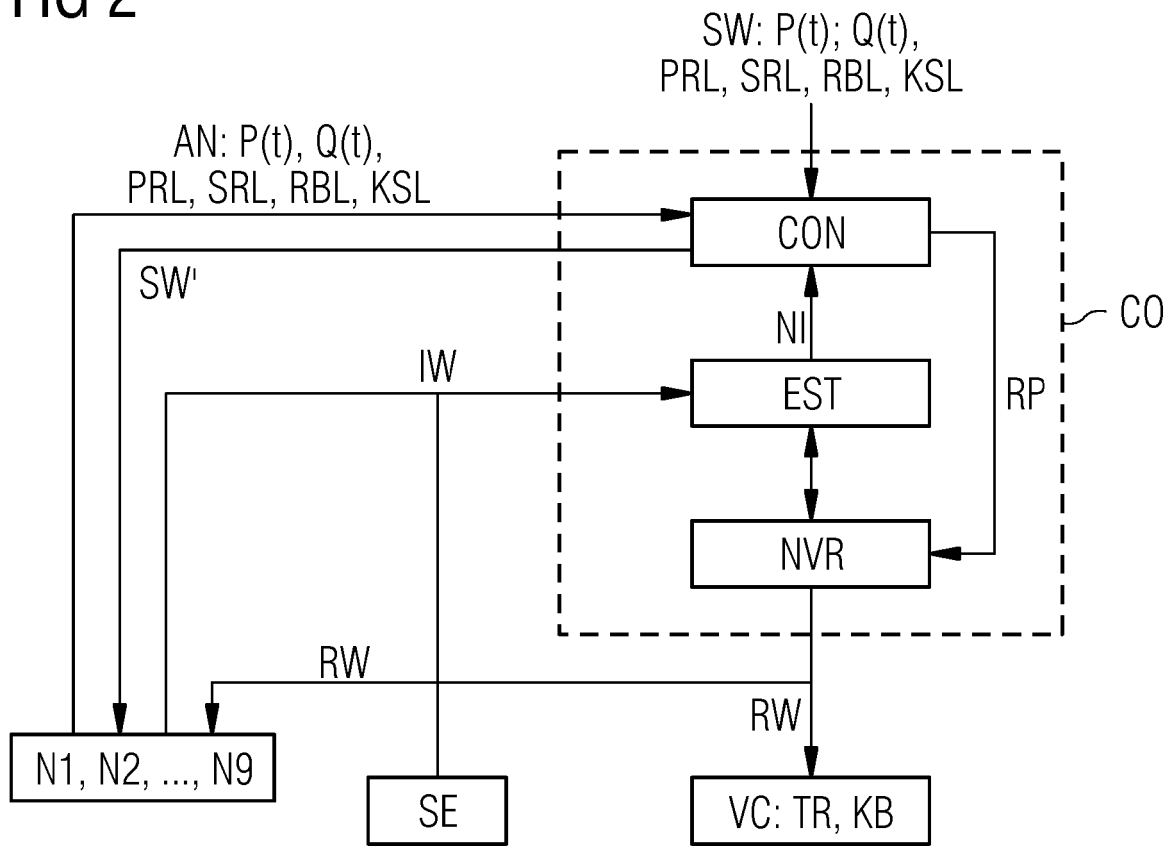 FIG 2
SW: P(t); Q(t),
PRL, SRL, RBL, KSL
AN: P(t), Q(t),
PRL, SRL, RBL, KSL
CON
SW'
CO
NI
IW
EST
RP
NVR
RW
RW
N1, N2, ..., N9
SE
VC: TR, KB